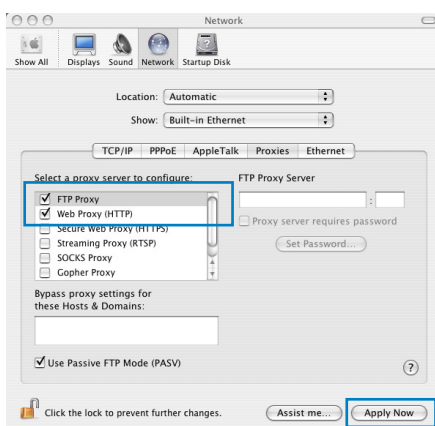 Network
Show All Displays Sound Network Startup Disk
Location: Automatic
Show: Built-in Ethernet
TCP/IP PPPoE AppleTalk Proxies Ethernet
Select a proxy server to configure: FTP Proxy Server
FTP Proxy
:
Web Proxy (HTTP)
Proxy server requires password
Secure Web Proxy (HTTPS)
Streaming Proxy (RTSP)
Set Password...
SOCKS Proxy
Gopher Proxy
Bypass proxy settings for
these Hosts & Domains:
Use Passive FTP Mode (PASV)
?
Click the lock to prevent further changes. Assist me... Apply Now